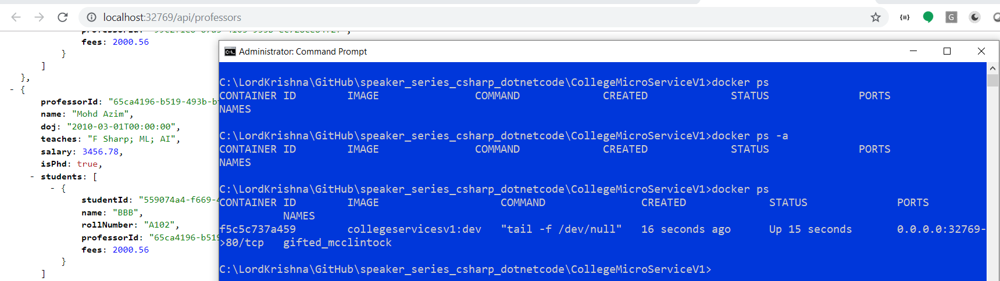 localhost:32769/api/professors
fees: 2000.56
}
]
},
- {
professorId: "65ca4196-b519-493b-b
name: "Mohd Azim",
doj: "2010-03-01T00:00:00",
teaches: "F Sharp; ML; AI",
salary: 3456.78,
isPhd: true,
- students: [
- {
studentId: "559074a4-f669-
name: "BBB",
rollNumber: "A102",
professorId: "65ca4196-b519
fees: 2000.56
}
]
Administrator: Command Prompt
C:\LordKrishna\GitHub\speaker_series_csharp_dotnetcode\CollegeMicroServiceV1>docker ps
CONTAINER ID IMAGE COMMAND CREATED STATUS PORTS
NAMES
C:\LordKrishna\GitHub\speaker_series_csharp_dotnetcode\CollegeMicroServiceV1>docker ps -a
CONTAINER ID IMAGE COMMAND CREATED STATUS PORTS
NAMES
C:\LordKrishna\GitHub\speaker_series_csharp_dotnetcode\CollegeMicroServiceV1>docker ps
CONTAINER ID IMAGE COMMAND CREATED STATUS PORTS
NAMES
f5c5c737a459 collegeservicesv1:dev "tail -f /dev/null" 16 seconds ago Up 15 seconds 0.0.0.0:32769-
>80/tcp gifted_mcclintock
C:\LordKrishna\GitHub\speaker_series_csharp_dotnetcode\CollegeMicroServiceV1>